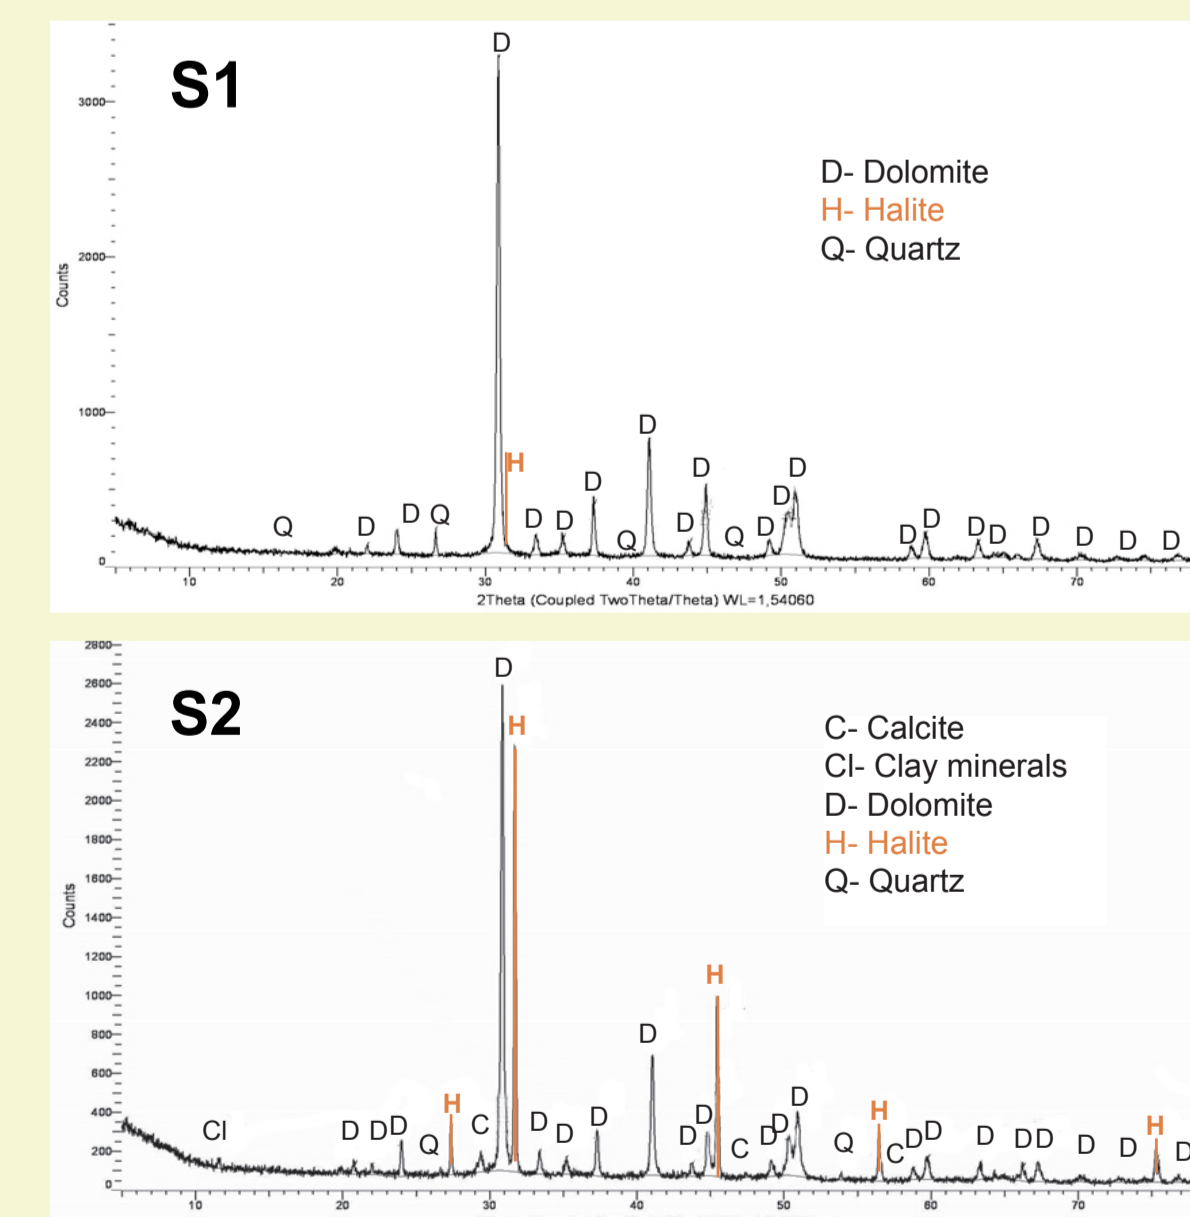 S1
D
3000
D- Dolomite
H- Halite
Q- Quartz
2000
Counts
1000
D
H
D
D
D
D
Q
D
D
Q
D
D
Q
D
Q
D
D
D
D
D
D
D
D
D
0
10
20
30
40
50
60
70
2Theta (Coupled TwoTheta/Theta) WL=1,54060
S2
2800
D
2600
H
2400
C- Calcite
Cl- Clay minerals
2200
D- Dolomite
2000
H- Halite
1800
Q- Quartz
1600
Counts
1400
1200
H
1000
800
D
600
400
H
D
H
H
Cl
D
D
D
Q
C
D
D
D
D
D
C
D
D
Q
C
D
D
D
D
D
D
D
D
200
0
10
20
30
40
50
60
70